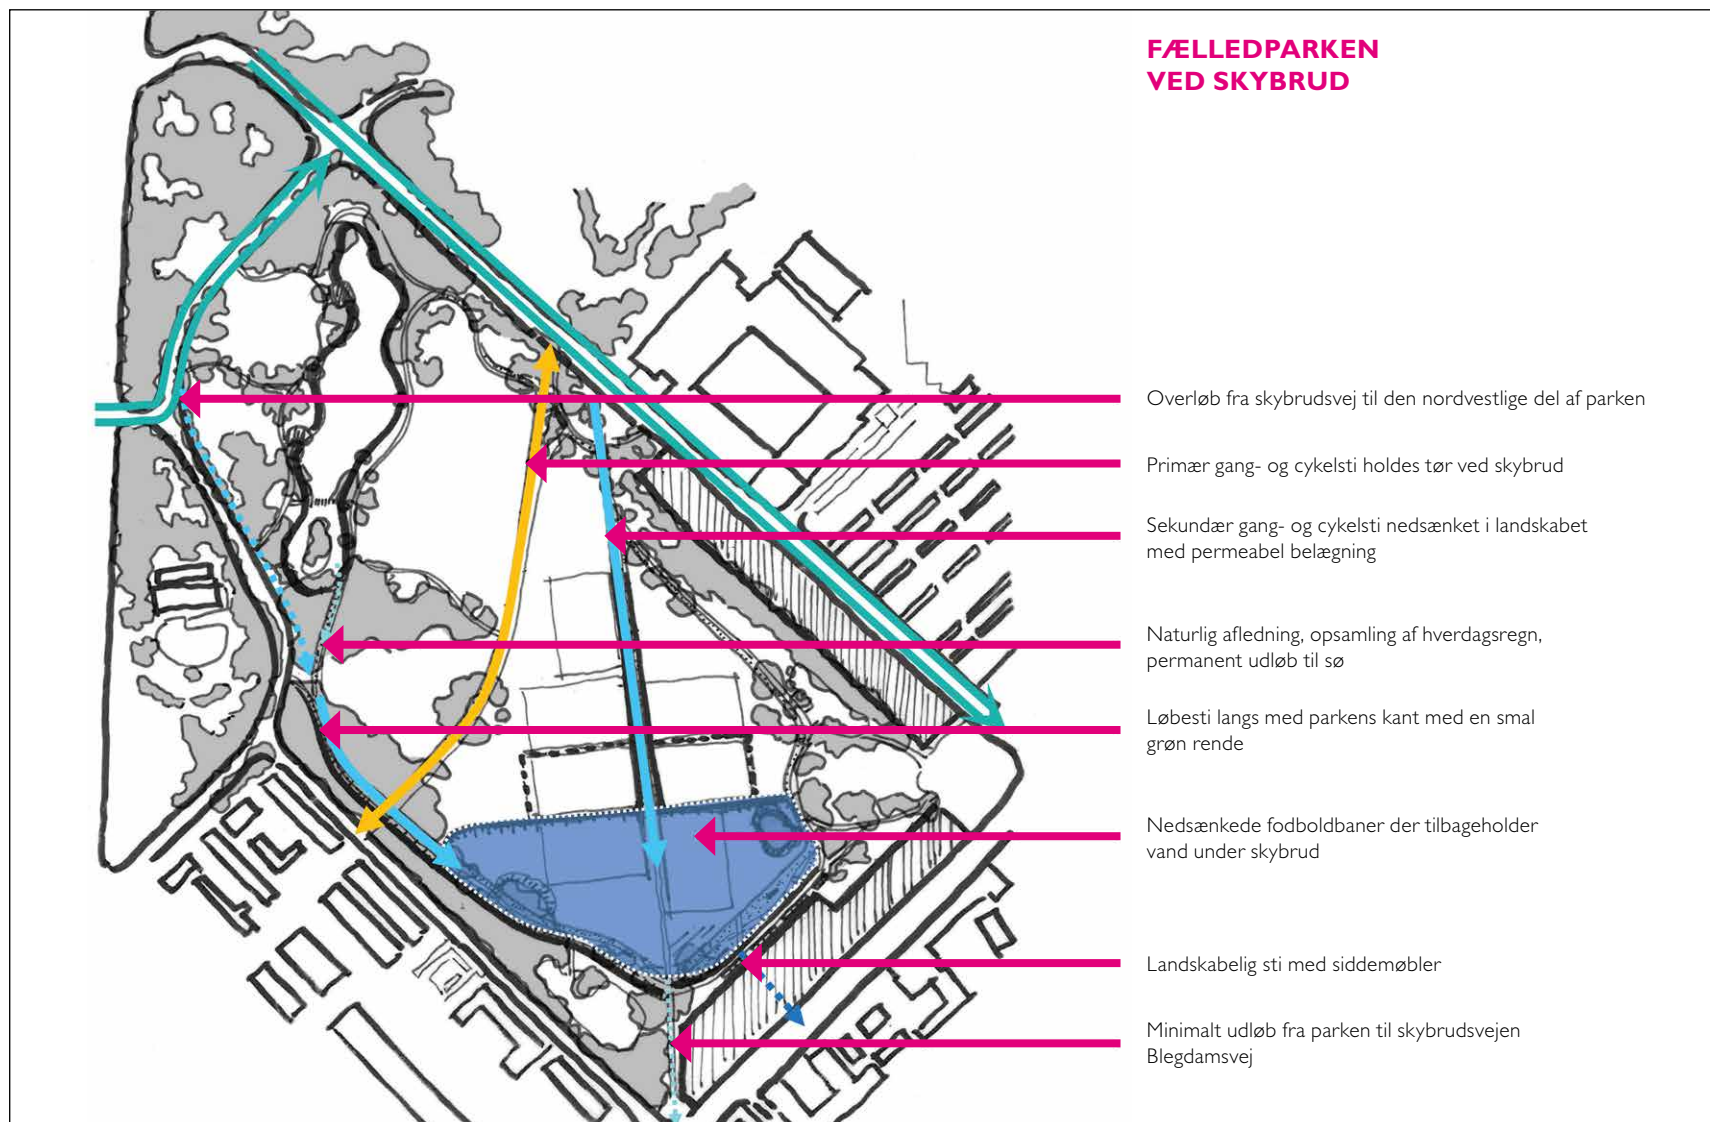 FÆLLEDPARKEN
VED SKYBRUD
Overløb fra skybrudsvej til den nordvestlige del af parken
Primær gang- og cykelsti holdes tør ved skybrud
Sekundær gang- og cykelsti nedsænket i landskabet
med permeabel belægning
Naturlig afledning, opsamling af hverdagsregn,
permanent udløb til sø
Løbesti langs med parkens kant med en smal
grøn rende
Nedsænkede fodboldbaner der tilbageholder
vand under skybrud
Landskabelig sti med siddemøbler
Minimalt udløb fra parken til skybrudsvejen
Blegdamsvej